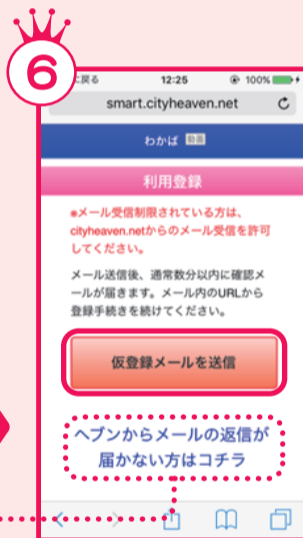 6
に戻る 12:25 100%
smart.cityheaven.net
わかば 動画
利用登録
※メール受信制限されている方は、
cityheaven.netからのメール受信を許可
してください。
メール送信後、通常数分以内に確認メ
ールが届きます。メール内のURLから
登録手続きを続けてください。
仮登録メールを送信
ヘブンからメールの返信が
届かない方はコチラ